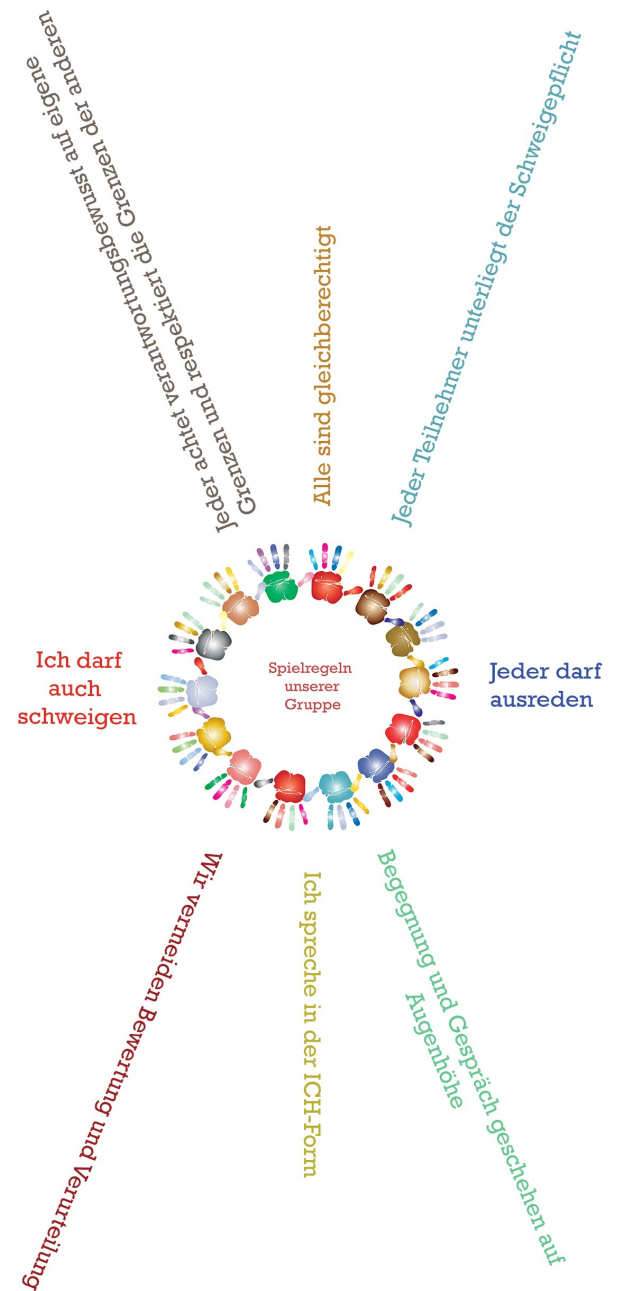 Jeder achtet verantwortungsbewusst auf eigene
Grenzen und respektiert die Grenzen der anderen
Alle sind gleichberechtigt
Jeder Teilnehmer unterliegt der Schweigepflicht
Ich darf
auch
schweigen
Spielregeln
unserer
Gruppe
Jeder darf
ausreden
Wir vermeiden Bewertung und Verurteilung
Ich spreche in der ICH-Form
Begegnung und Gespräch geschehen auf
Augenhöhe